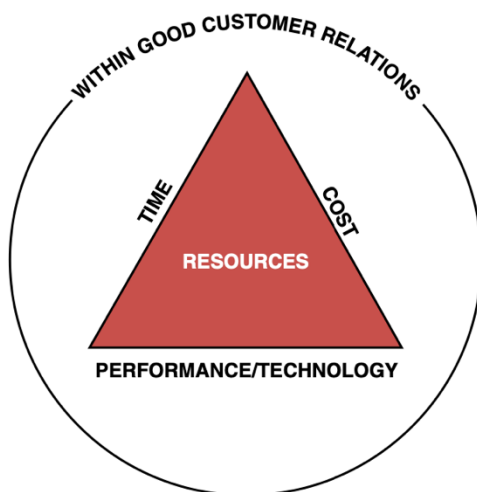 WITHIN GOOD CUSTOMER RELATIONS
TIME
COST
RESOURCES
PERFORMANCE/TECHNOLOGY